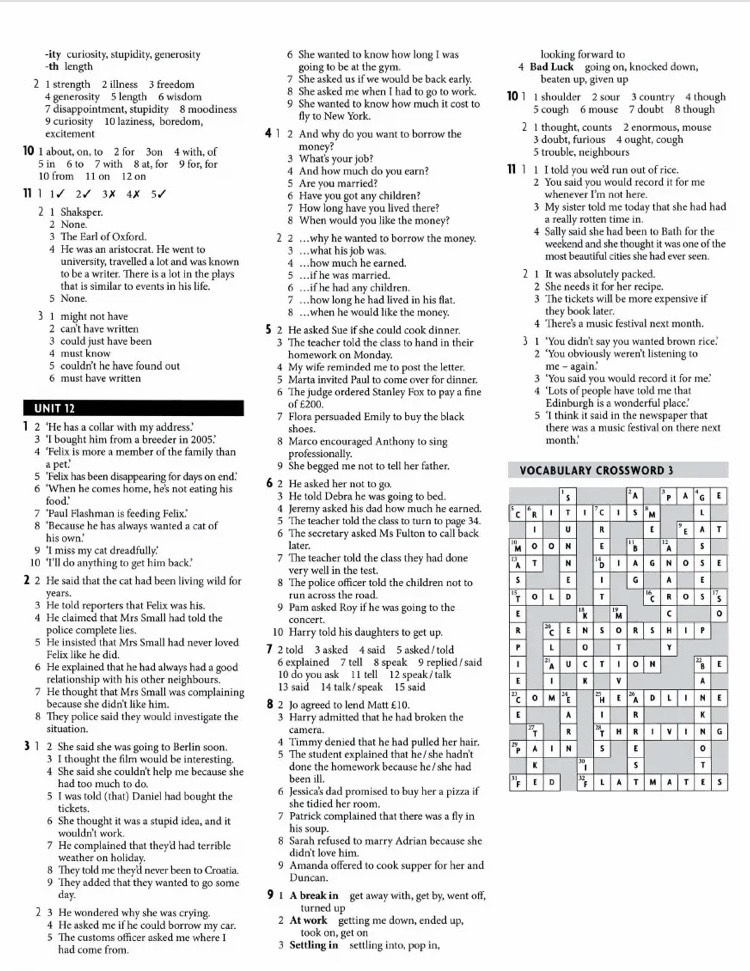 -ity curiosity, stupidity, generosity
-th length
2 1 strength 2 illness 3 freedom
4 generosity 5 length 6 wisdom
7 disappointment, stupidity 8 moodiness
9 curiosity 10 laziness, boredom,
excitement
10 1 about, on, to 2 for 3on 4 with, of
5 in 6 to 7 with 8 at, for 9 for, for
10 from 11 on 12 on
11 1 1✓ 2✓ 3✗ 4✗ 5✓
2 1 Shaksper.
2 None.
3 The Earl of Oxford.
4 He was an aristocrat. He went to
university, travelled a lot and was known
to be a writer. There is a lot in the plays
that is similar to events in his life.
5 None.
3 1 might not have
2 can't have written
3 could just have been
4 must know
5 couldn't he have found out
6 must have written
UNIT 12
1 2 'He has a collar with my address.'
3 'I bought him from a breeder in 2005.'
4 'Felix is more a member of the family than
a pet.'
5 'Felix has been disappearing for days on end.'
6 'When he comes home, he's not eating his
food.'
7 'Paul Flashman is feeding Felix.'
8 'Because he has always wanted a cat of
his own.'
9 'I miss my cat dreadfully.'
10 'I'll do anything to get him back.'
2 2 He said that the cat had been living wild for
years.
3 He told reporters that Felix was his.
4 He claimed that Mrs Small had told the
police complete lies.
5 He insisted that Mrs Small had never loved
Felix like he did.
6 He explained that he had always had a good
relationship with his other neighbours.
7 He thought that Mrs Small was complaining
because she didn't like him.
8 They police said they would investigate the
situation.
3 1 2 She said she was going to Berlin soon.
3 I thought the film would be interesting.
4 She said she couldn't help me because she
had too much to do.
5 I was told (that) Daniel had bought the
tickets.
6 She thought it was a stupid idea, and it
wouldn't work.
7 He complained that they'd had terrible
weather on holiday.
8 They told me they'd never been to Croatia.
9 They added that they wanted to go some
day.
2 3 He wondered why she was crying.
4 He asked me if he could borrow my car.
5 The customs officer asked me where I
had come from.
6 She wanted to know how long I was
going to be at the gym.
7 She asked us if we would be back early.
8 She asked me when I had to go to work.
9 She wanted to know how much it cost to
fly to New York.
4 1 2 And why do you want to borrow the
money?
3 What's your job?
4 And how much do you earn?
5 Are you married?
6 Have you got any children?
7 How long have you lived there?
8 When would you like the money?
2 2 ...why he wanted to borrow the money.
3 ...what his job was.
4 ...how much he earned.
5 ...if he was married.
6 ...if he had any children.
7 ...how long he had lived in his flat.
8 ...when he would like the money.
5 2 He asked Sue if she could cook dinner.
3 The teacher told the class to hand in their
homework on Monday.
4 My wife reminded me to post the letter.
5 Marta invited Paul to come over for dinner.
6 The judge ordered Stanley Fox to pay a fine
of £200.
7 Flora persuaded Emily to buy the black
shoes.
8 Marco encouraged Anthony to sing
professionally.
9 She begged me not to tell her father.
6 2 He asked her not to go.
3 He told Debra he was going to bed.
4 Jeremy asked his dad how much he earned.
5 The teacher told the class to turn to page 34.
6 The secretary asked Ms Fulton to call back
later.
7 The teacher told the class they had done
very well in the test.
8 The police officer told the children not to
run across the road.
9 Pam asked Roy if he was going to the
concert.
10 Harry told his daughters to get up.
7 2 told 3 asked 4 said 5 asked / told
6 explained 7 tell 8 speak 9 replied / said
10 do you ask 11 tell 12 speak / talk
13 said 14 talk / speak 15 said
8 2 Jo agreed to lend Matt £10.
3 Harry admitted that he had broken the
camera.
4 Timmy denied that he had pulled her hair.
5 The student explained that he / she hadn't
done the homework because he / she had
been ill.
6 Jessica's dad promised to buy her a pizza if
she tidied her room.
7 Patrick complained that there was a fly in
his soup.
8 Sarah refused to marry Adrian because she
didn't love him.
9 Amanda offered to cook supper for her and
Duncan.
9 1 A break in get away with, get by, went off,
turned up
2 At work getting me down, ended up,
took on, get on
3 Settling in settling into, pop in,
looking forward to
4 Bad Luck going on, knocked down,
beaten up, given up
10 1 1 shoulder 2 sour 3 country 4 though
5 cough 6 mouse 7 doubt 8 though
2 1 thought, counts 2 enormous, mouse
3 doubt, furious 4 ought, cough
5 trouble, neighbours
11 1 1 I told you we'd run out of rice.
2 You said you would record it for me
whenever I'm not here.
3 My sister told me today that she had had
a really rotten time in.
4 Sally said she had been to Bath for the
weekend and she thought it was one of the
most beautiful cities she had ever seen.
2 1 It was absolutely packed.
2 She needs it for her recipe.
3 The tickets will be more expensive if
they book later.
4 There's a music festival next month.
3 1 'You didn't say you wanted brown rice.'
2 'You obviously weren't listening to
me – again.'
3 'You said you would record it for me.'
4 'Lots of people have told me that
Edinburgh is a wonderful place.'
5 'I think it said in the newspaper that
there was a music festival on there next
month.'
VOCABULARY CROSSWORD 3
1 S 2 A 3 P A 4 G E
5 C 6 R I T I 7 C I S 8 M L
I U R E 9 E A T
10 M O O N E 11 B 12 A S
13 A T N 14 D I A G N O S E
S E I G A E
15 T O L D T 16 C R O S 17 S
E 18 K 19 M C O
R 20 C E N S O R S H I P
P L O T Y
I 21 A U C T I O N 22 B E
E I K V A
23 C O M 24 E 25 H E 26 A D L I N E
E A I R K
27 T R 28 T H R I V I N G
29 P A I N S E O
K 30 I S T
31 F E D 32 F L A T M A T E S